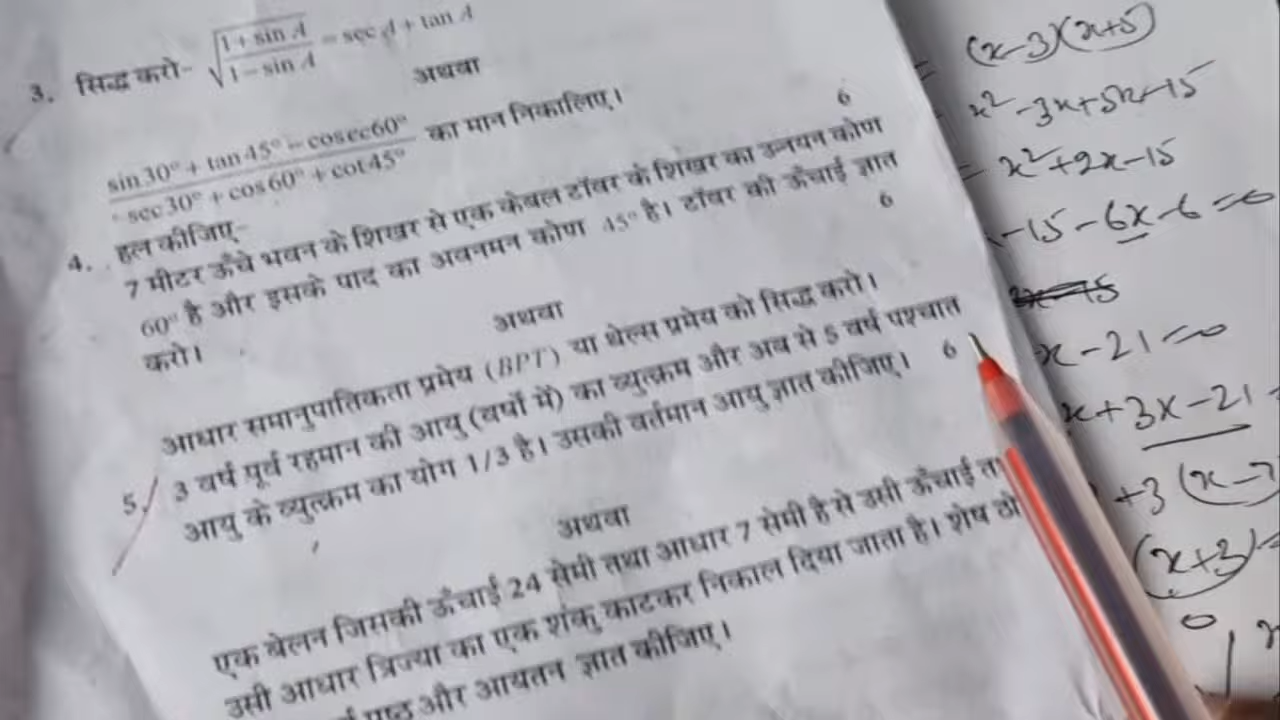 3. सिद्ध करो- √(1 + sin A / 1 − sin A) = sec A + tan A
अथवा
sin 30° + tan 45° − cosec 60° / sec 30° + cos 60° + cot 45° का मान निकालिए।
6
4. हल कीजिए-
7 मीटर ऊँचे भवन के शिखर से एक केबल टॉवर के शिखर का उन्नयन कोण
60° है और इसके पाद का अवनमन कोण 45° है। टॉवर की ऊँचाई ज्ञात
करो।
6
अथवा
आधार समानुपातिकता प्रमेय (BPT) या थेल्स प्रमेय को सिद्ध करो।
5. 3 वर्ष पूर्व रहमान की आयु (वर्षों में) का व्युत्क्रम और अब से 5 वर्ष पश्चात
आयु के व्युत्क्रम का योग 1/3 है। उसकी वर्तमान आयु ज्ञात कीजिए। 6
अथवा
एक बेलन जिसकी ऊँचाई 24 सेमी तथा आधार 7 सेमी है से उसी ऊँचाई
उसी आधार त्रिज्या का एक शंकु काटकर निकाल दिया जाता है। शेष
पृष्ठ और आयतन ज्ञात कीजिए।
= (x-3)(x+5)
x² -3x+5x-15
= x²+2x-15
-15-6x-6=0
x-21=0
x+3x-21
+3(x-7
(x+3)=
0